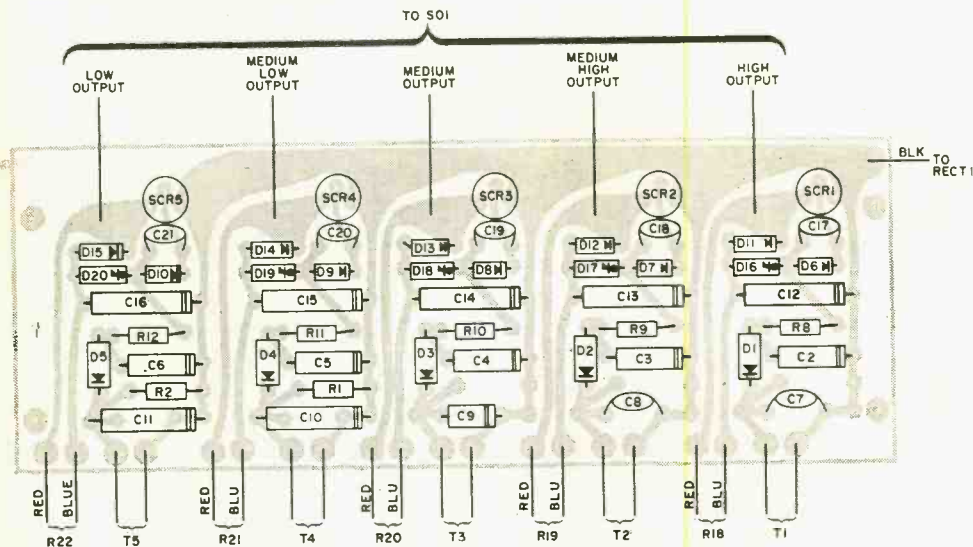 TO SO1
LOW OUTPUT
MEDIUM LOW OUTPUT
MEDIUM OUTPUT
MEDIUM HIGH OUTPUT
HIGH OUTPUT
BLK TO RECT 1
SCR5 SCR4 SCR3 SCR2 SCR1
C21 C20 C19 C18 C17
D15 D14 D13 D12 D11
D20 D10 D19 D9 D18 D8 D17 D7 D16 D6
C16 C15 C14 C13 C12
R12 R11 R10 R9 R8
D5 D4 D3 D2 D1
C6 C5 C4 C3 C2
R2 R1
C11 C10 C9 C8 C7
RED BLUE RED BLU RED BLU RED BLU RED BLU
R22 T5 R21 T4 R20 T3 R19 T2 R18 T1